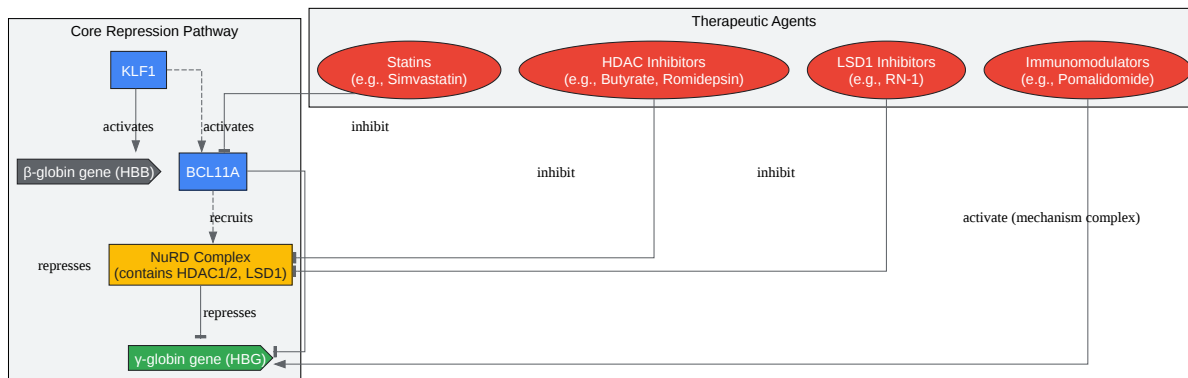 Therapeutic Agents
Core Repression Pathway
KLF1
Statins
(e.g., Simvastatin)
HDAC Inhibitors
(e.g., Butyrate, Romidepsin)
LSD1 Inhibitors
(e.g., RN-1)
Immunomodulators
(e.g., Pomalidomide)
activates
activates
inhibit
β-globin gene (HBB)
BCL11A
inhibit
inhibit
recruits
activate (mechanism complex)
represses
NuRD Complex
(contains HDAC1/2, LSD1)
represses
γ-globin gene (HBG)